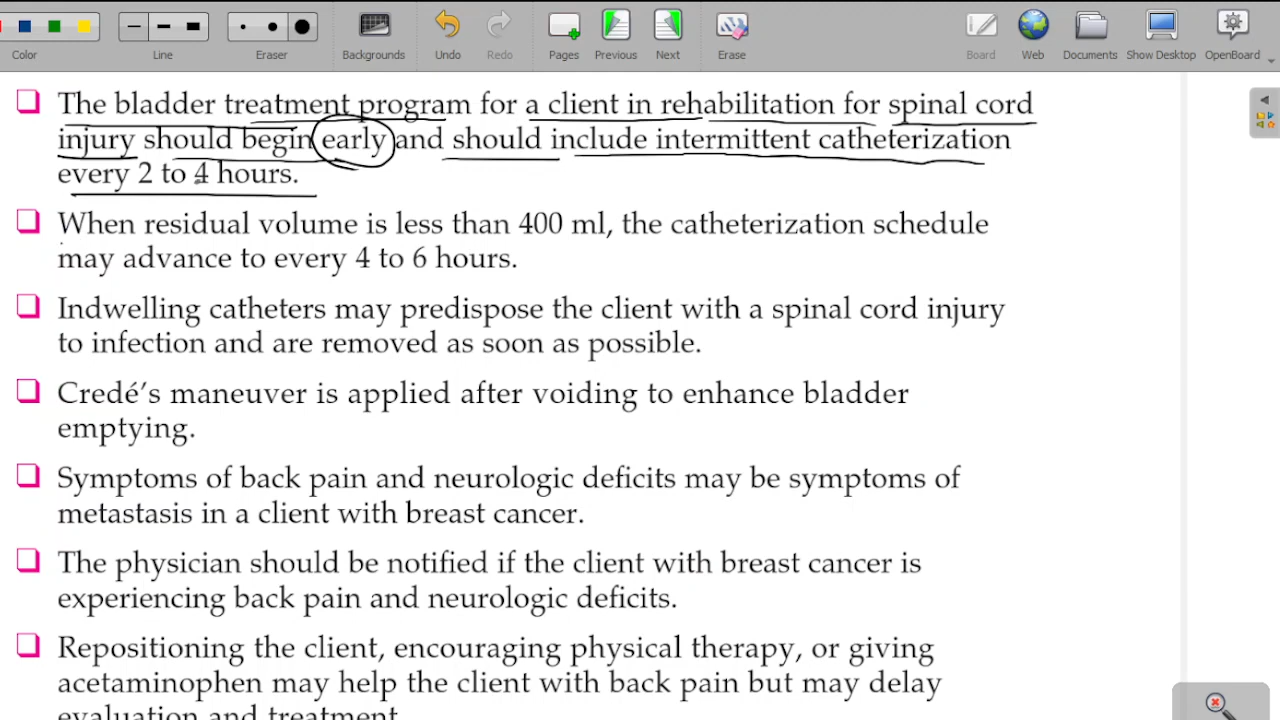 Color Line Eraser Backgrounds Undo Redo Pages Previous Next Erase Board Web Documents Show Desktop OpenBoard
The bladder treatment program for a client in rehabilitation for spinal cord
injury should begin early and should include intermittent catheterization
every 2 to 4 hours.
When residual volume is less than 400 ml, the catheterization schedule
may advance to every 4 to 6 hours.
Indwelling catheters may predispose the client with a spinal cord injury
to infection and are removed as soon as possible.
Credé’s maneuver is applied after voiding to enhance bladder
emptying.
Symptoms of back pain and neurologic deficits may be symptoms of
metastasis in a client with breast cancer.
The physician should be notified if the client with breast cancer is
experiencing back pain and neurologic deficits.
Repositioning the client, encouraging physical therapy, or giving
acetaminophen may help the client with back pain but may delay
evaluation and treatment.